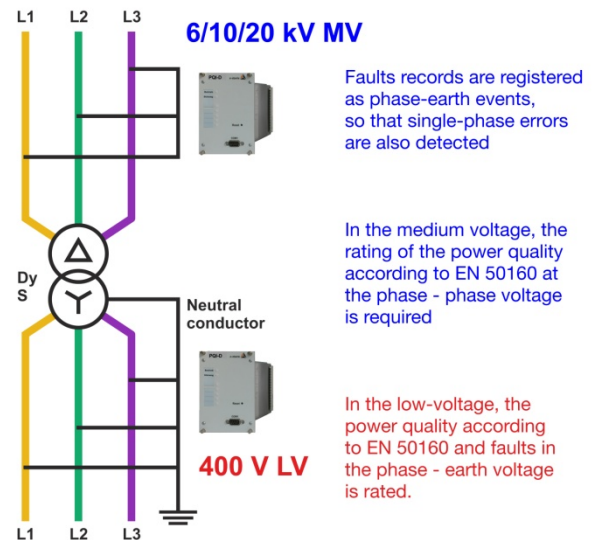 L1 L2 L3
6/10/20 kV MV
PQI-D
Faults records are registered
as phase-earth events,
so that single-phase errors
are also detected
In the medium voltage, the
rating of the power quality
according to EN 50160 at
the phase - phase voltage
is required
Dy
S
Neutral
conductor
PQI-D
400 V LV
In the low-voltage, the
power quality according
to EN 50160 and faults in
the phase - earth voltage
is rated.
L1 L2 L3